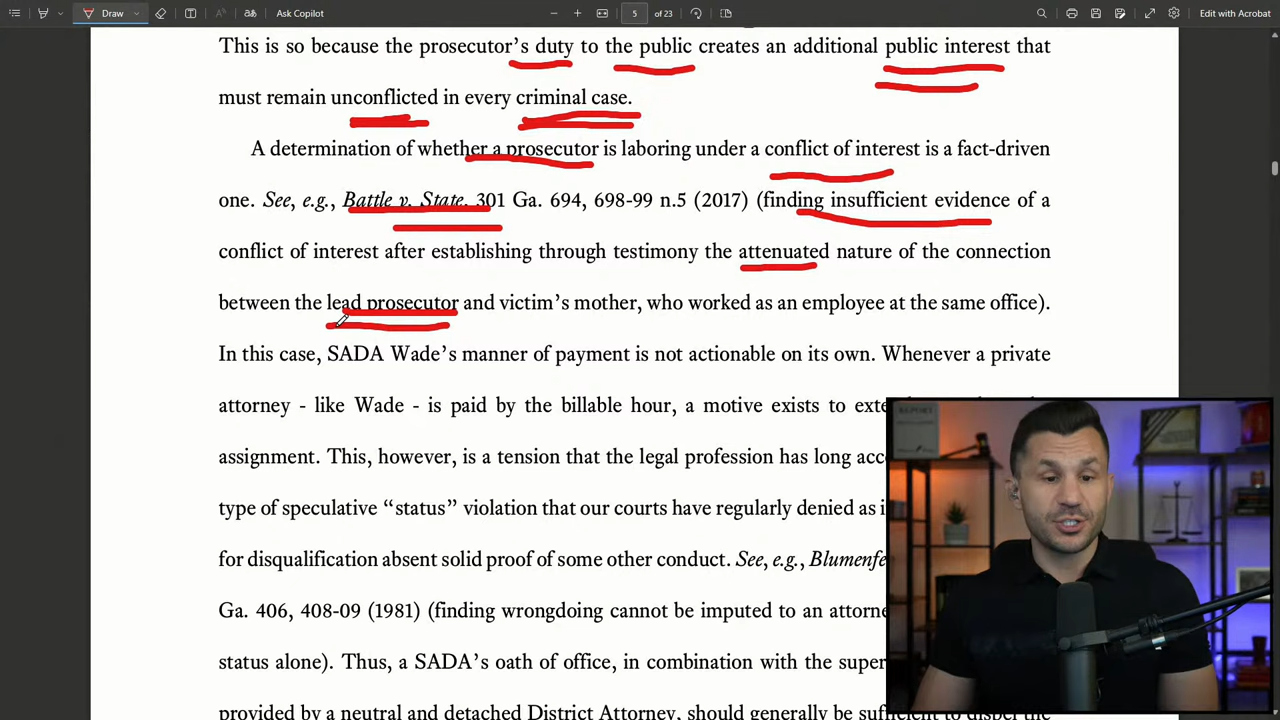 Draw
Ask Copilot
5 of 23
Edit with Acrobat
This is so because the prosecutor's duty to the public creates an additional public interest that
must remain unconflicted in every criminal case.
A determination of whether a prosecutor is laboring under a conflict of interest is a fact-driven
one. See, e.g., Battle v. State, 301 Ga. 694, 698-99 n.5 (2017) (finding insufficient evidence of a
conflict of interest after establishing through testimony the attenuated nature of the connection
between the lead prosecutor and victim's mother, who worked as an employee at the same office).
In this case, SADA Wade's manner of payment is not actionable on its own. Whenever a private
attorney - like Wade - is paid by the billable hour, a motive exists to
assignment. This, however, is a tension that the legal profession has long
type of speculative “status” violation that our courts have regularly denied as
for disqualification absent solid proof of some other conduct. See, e.g.,
Ga. 406, 408-09 (1981) (finding wrongdoing cannot be imputed to an
status alone). Thus, a SADA's oath of office, in combination with the
provided by a neutral and detached District Attorney, should generally be sufficient to dispel the